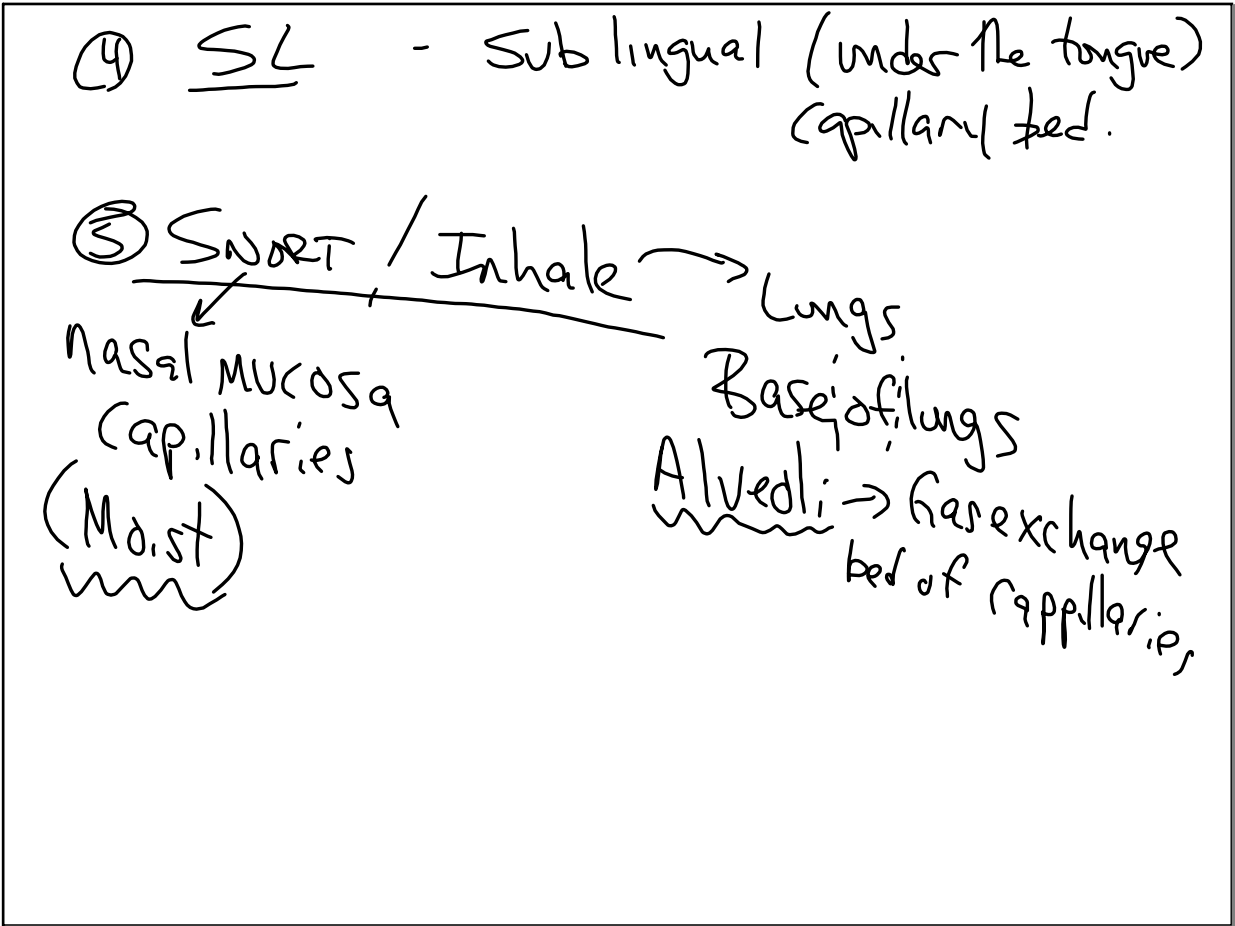 ④ SL - Sublingual (under the tongue)
Capillary bed.
⑤ SNORT / Inhale → Lungs
nasal mucosa
Capillaries
(Moist)
Base of lungs
Alveoli → Gas exchange
bed of cappillaries